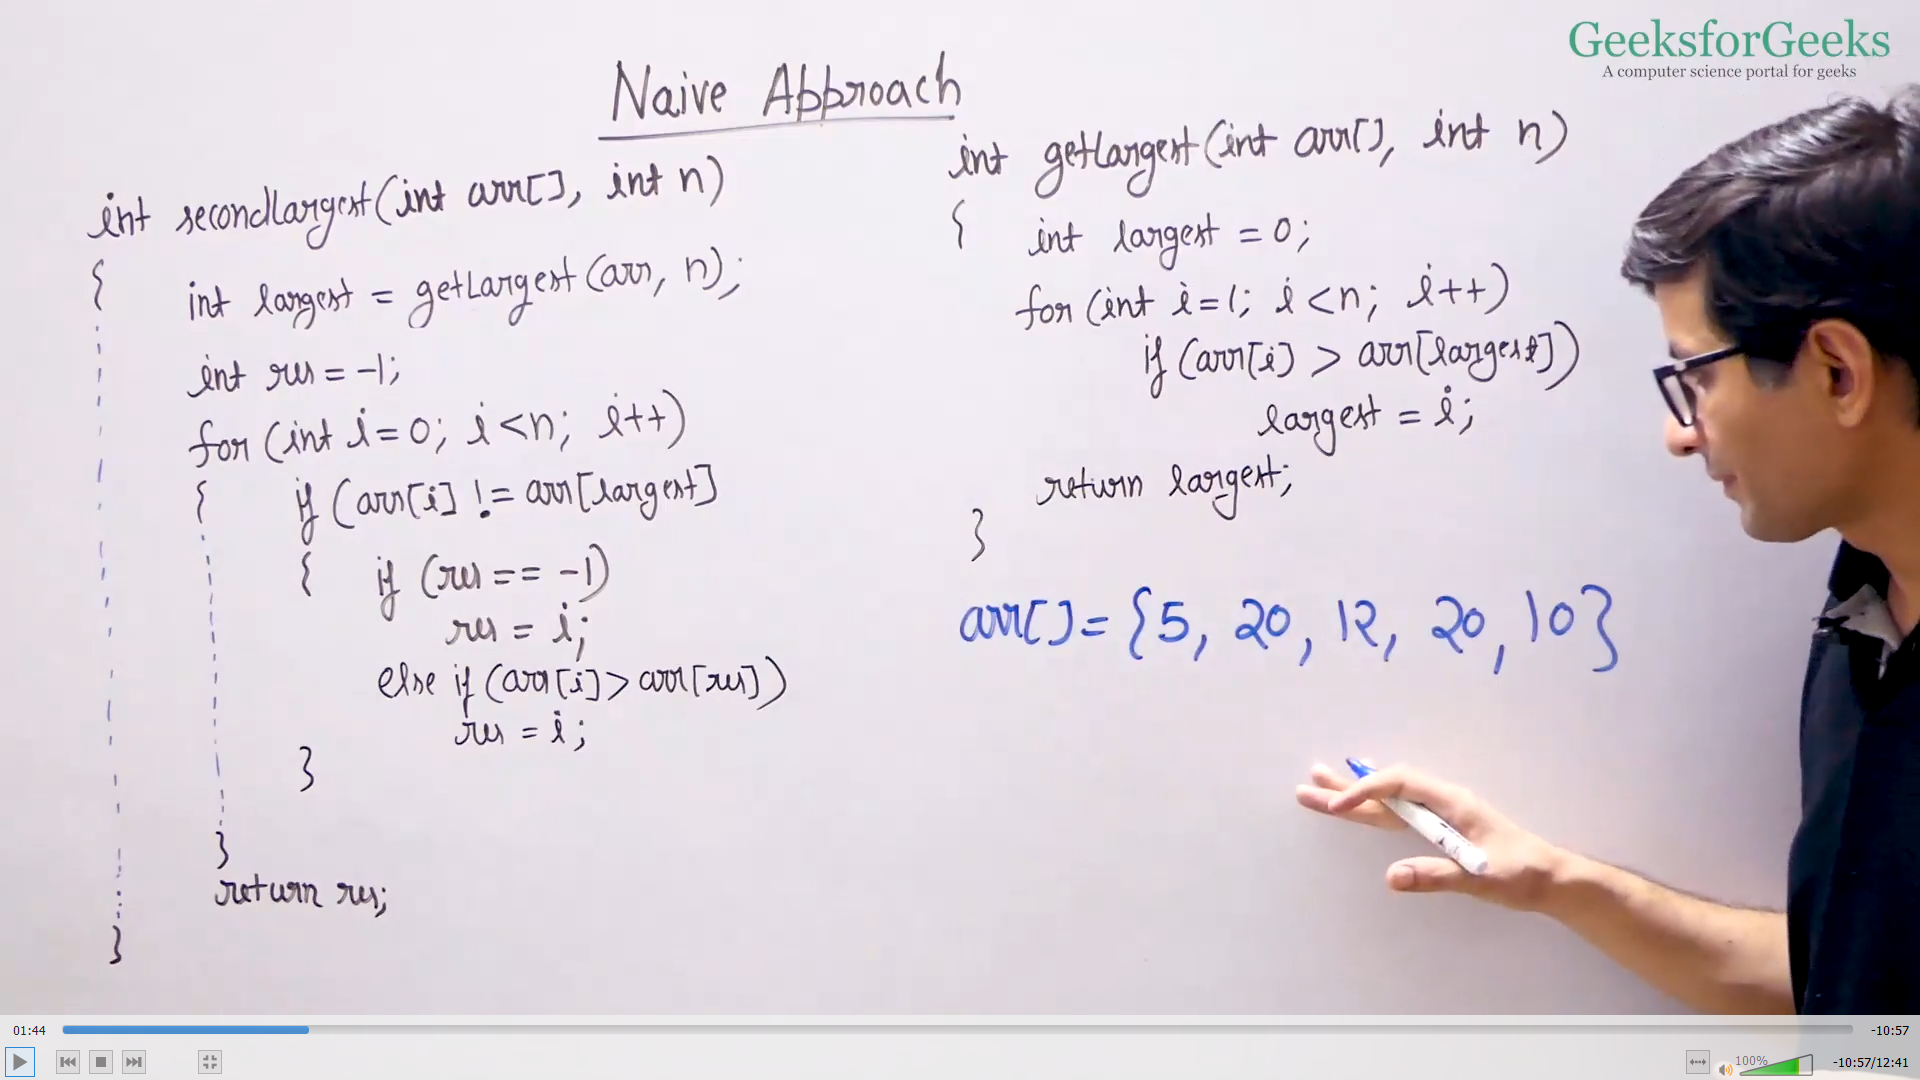 GeeksforGeeks
A computer science portal for geeks
Naive Approach
int secondLargest(int arr[], int n)
{
int largest = getLargest(arr, n);
int res = -1;
for (int i=0; i<n; i++)
{
if (arr[i] != arr[largest]
{
if (res == -1)
res = i;
else if (arr[i] > arr[res])
res = i;
}
}
return res;
}
int getLargest(int arr[], int n)
{
int largest = 0;
for (int i=1; i<n; i++)
if (arr[i] > arr[largest])
largest = i;
return largest;
}
arr[] = {5, 20, 12, 20, 10}
01:44
-10:57
100%
-10:57/12:41